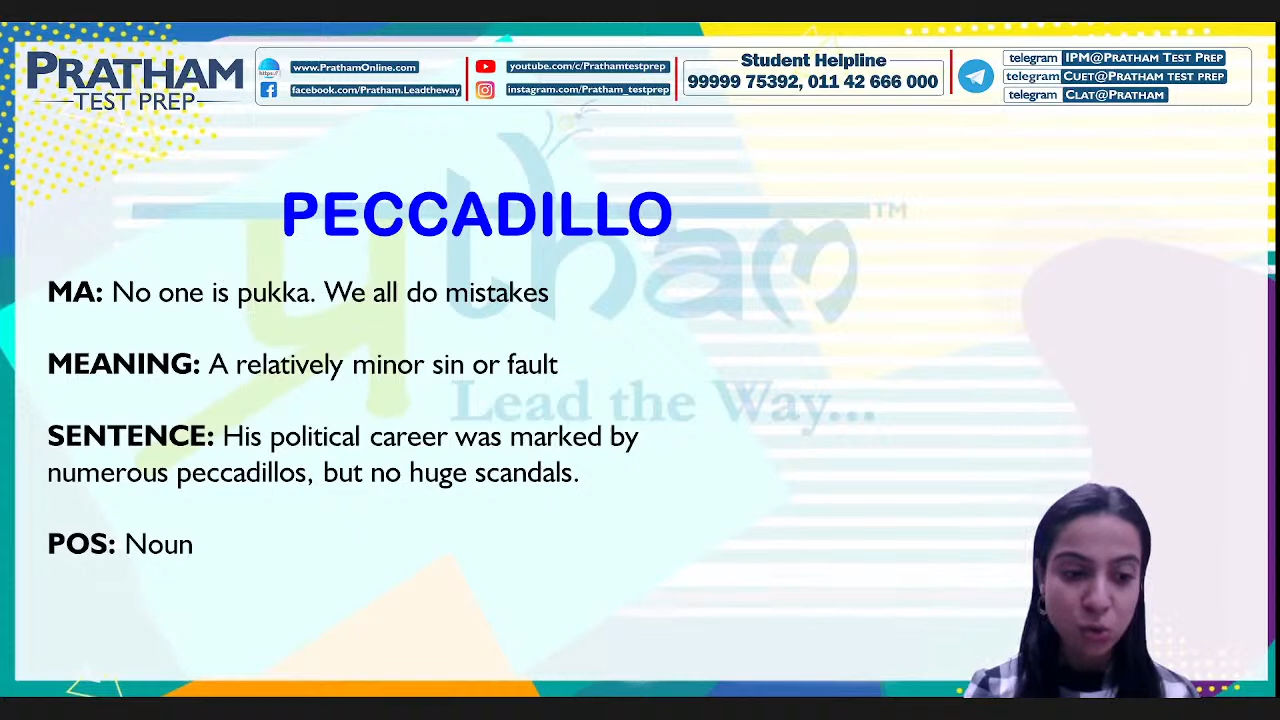 PRATHAM
TEST PREP
https://
www.PrathamOnline.com
facebook.com/Pratham.Leadtheway
youtube.com/c/Prathamtestprep
instagram.com/Pratham_testprep
Student Helpline
99999 75392, 011 42 666 000
telegram IPM@PRATHAM TEST PREP
telegram CUET@PRATHAM TEST PREP
telegram CLAT@PRATHAM
PECCADILLO
MA: No one is pukka. We all do mistakes
MEANING: A relatively minor sin or fault
SENTENCE: His political career was marked by
numerous peccadillos, but no huge scandals.
POS: Noun
प्रtham TM
Lead the Way...